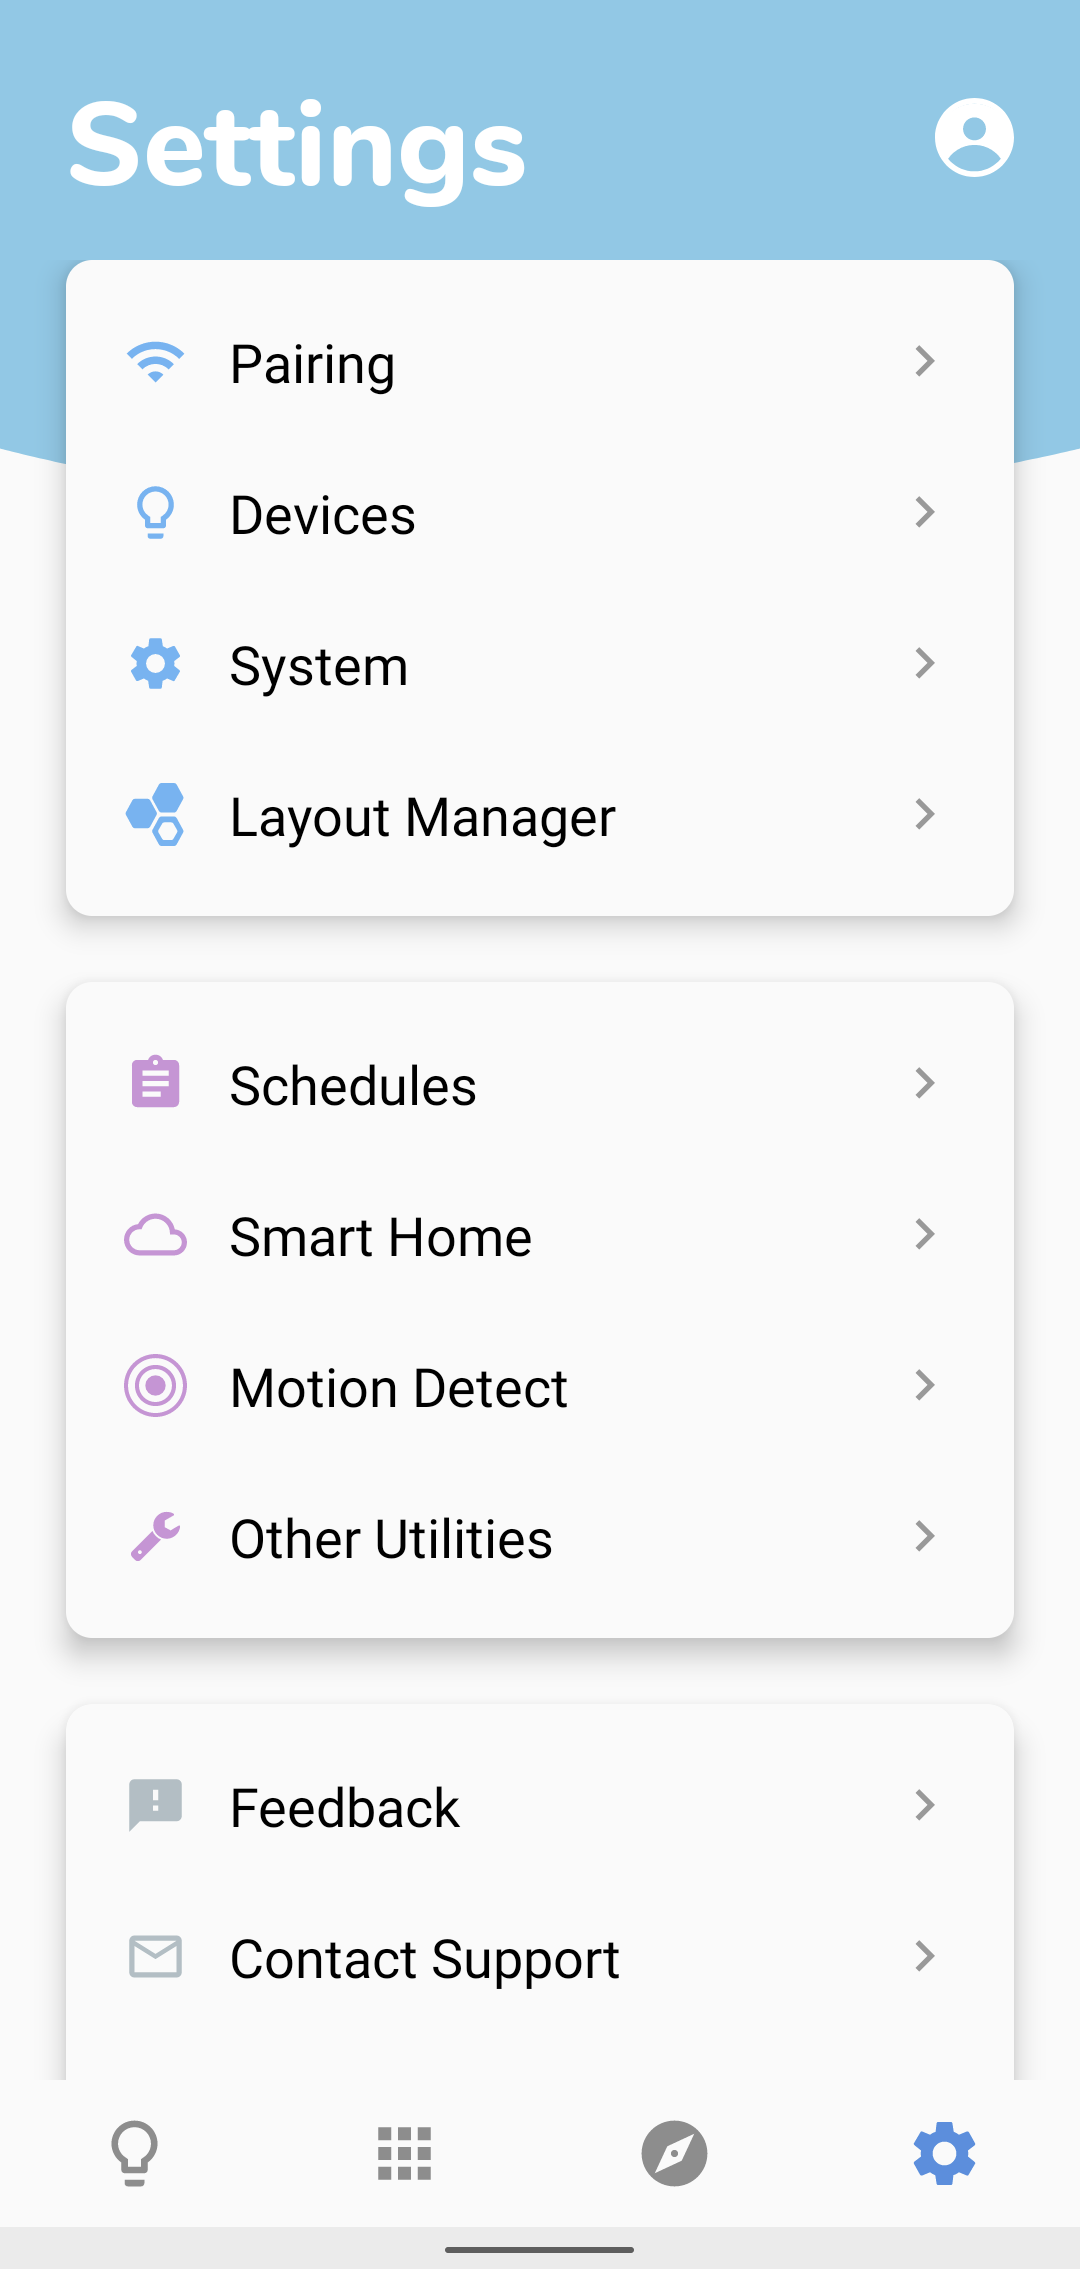 Settings
Pairing
Devices
System
Layout Manager
Schedules
Smart Home
Motion Detect
Other Utilities
Feedback
Contact Support